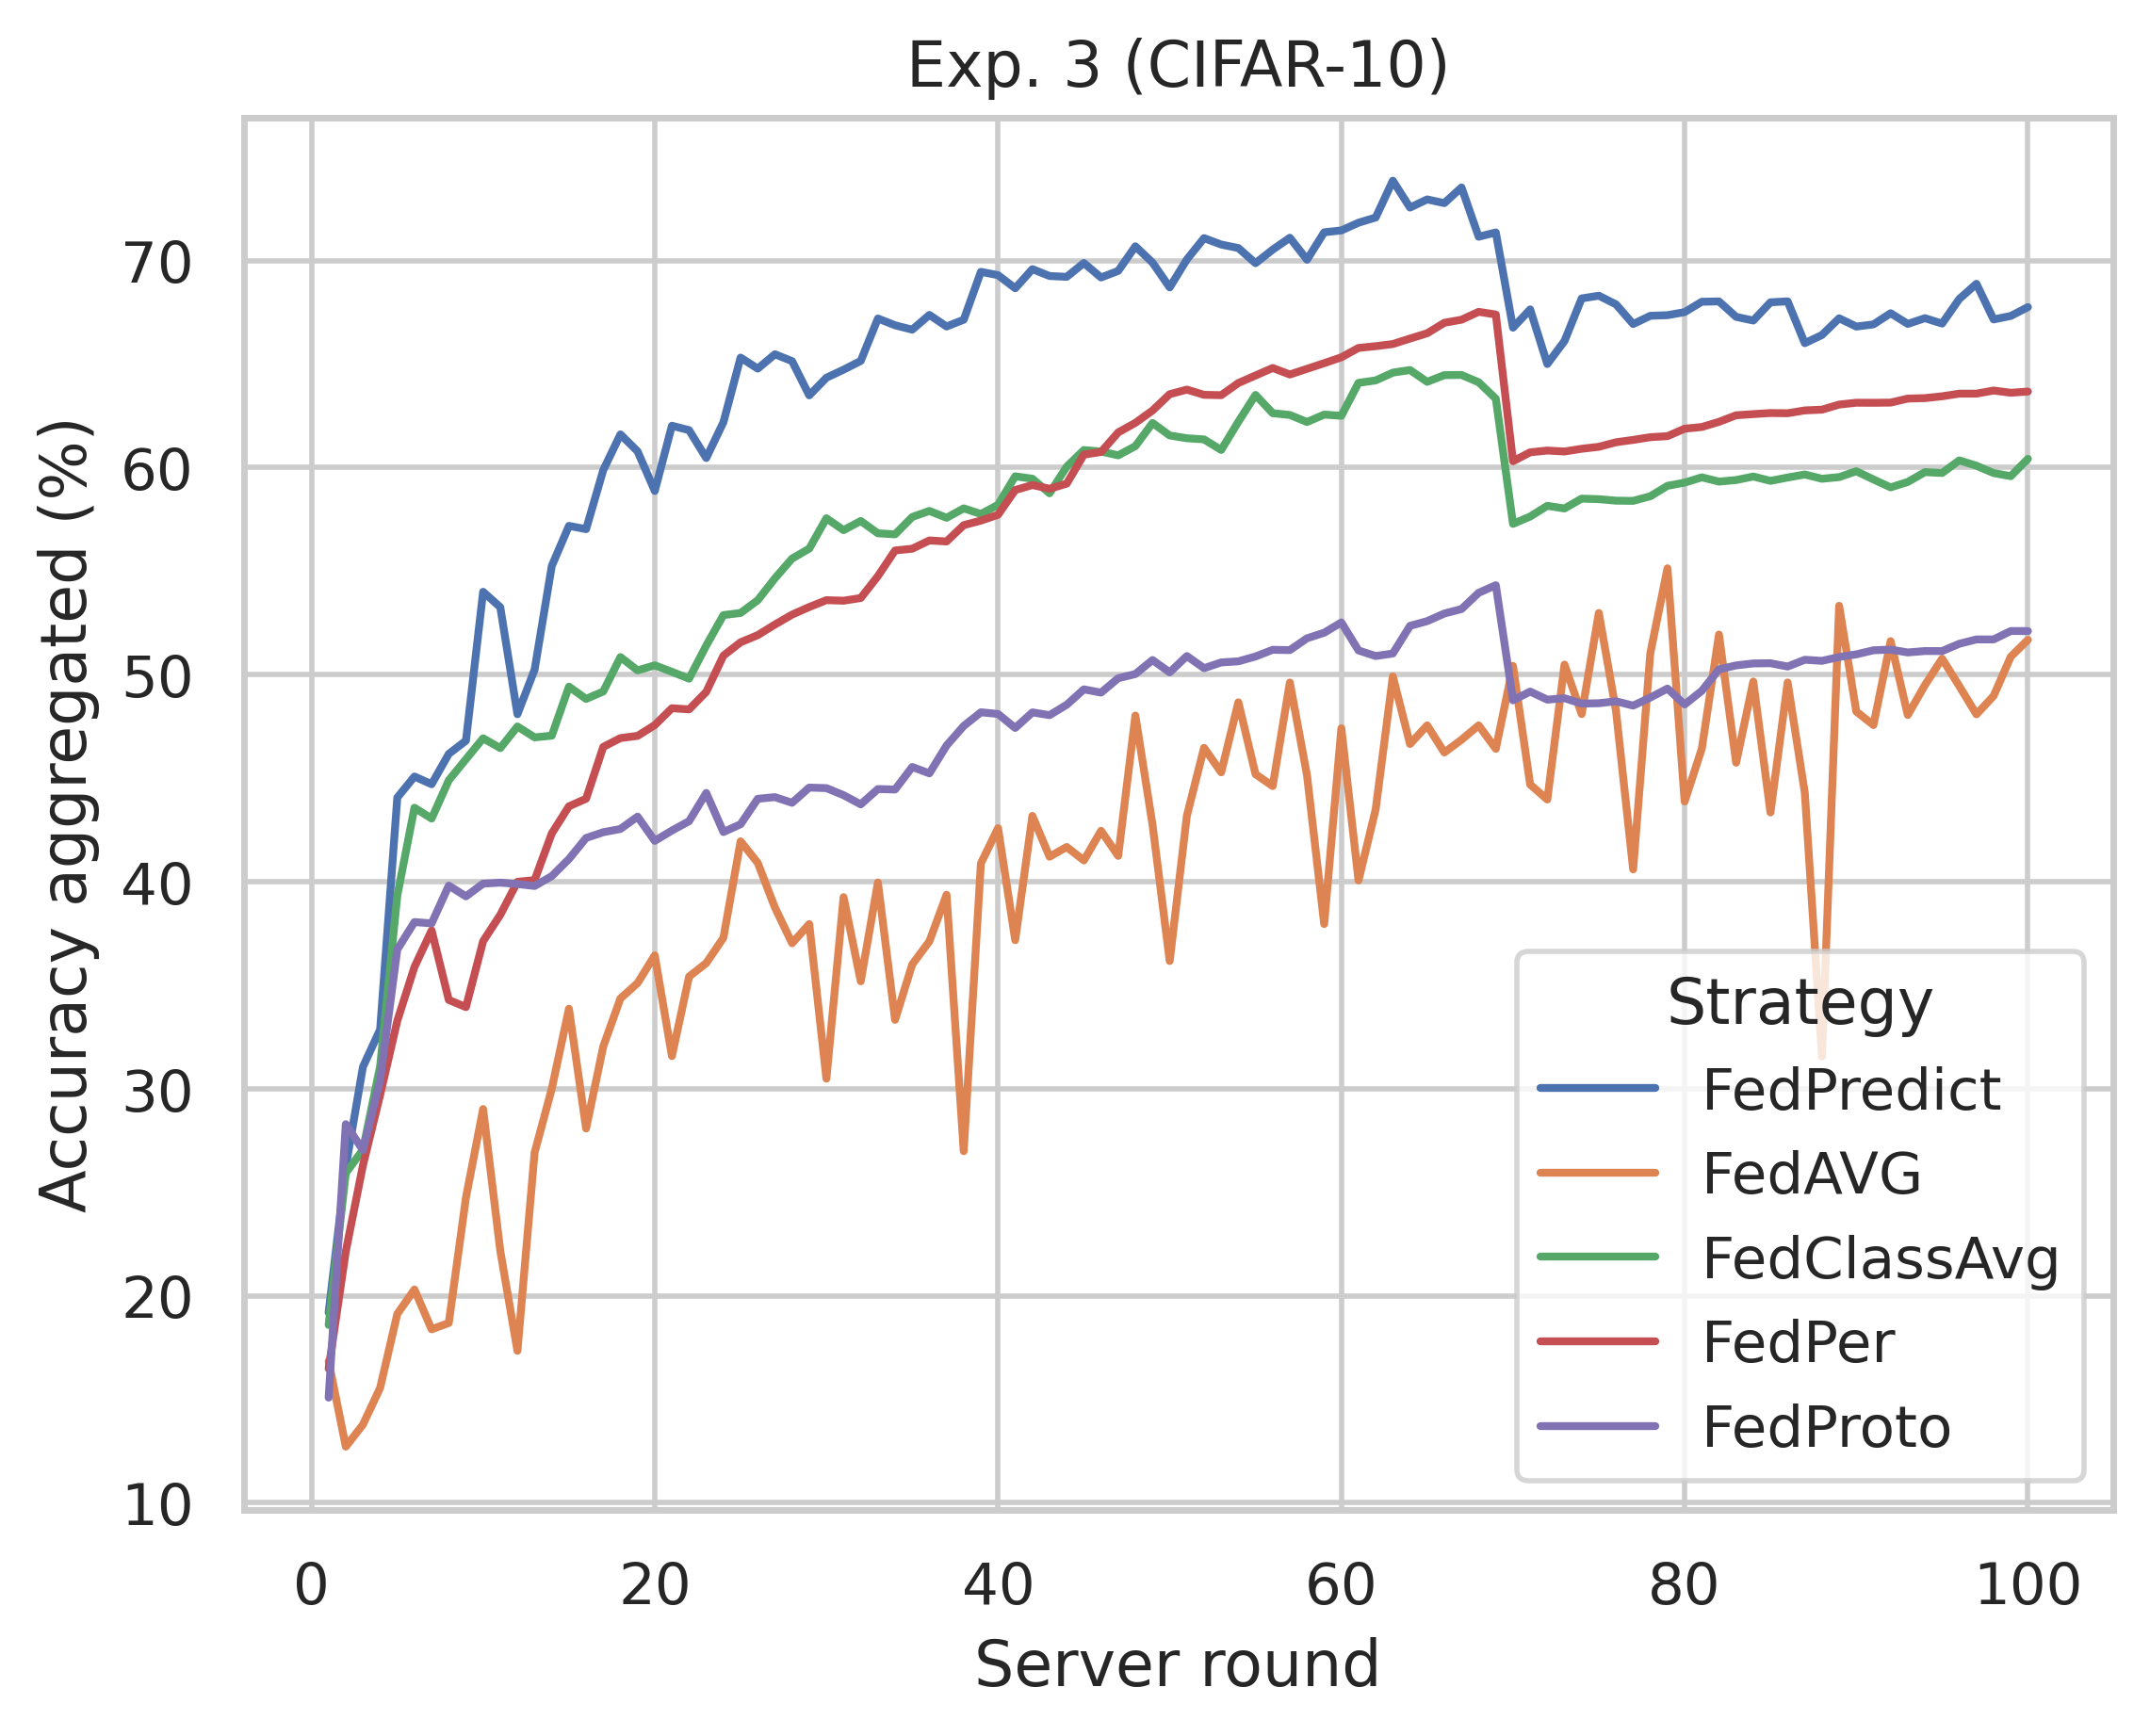 Exp. 3 (CIFAR-10)
Accuracy aggregated (%)
70
60
50
40
30
20
10
Strategy
FedPredict
FedAVG
FedClassAvg
FedPer
FedProto
0 20 40 60 80 100
Server round